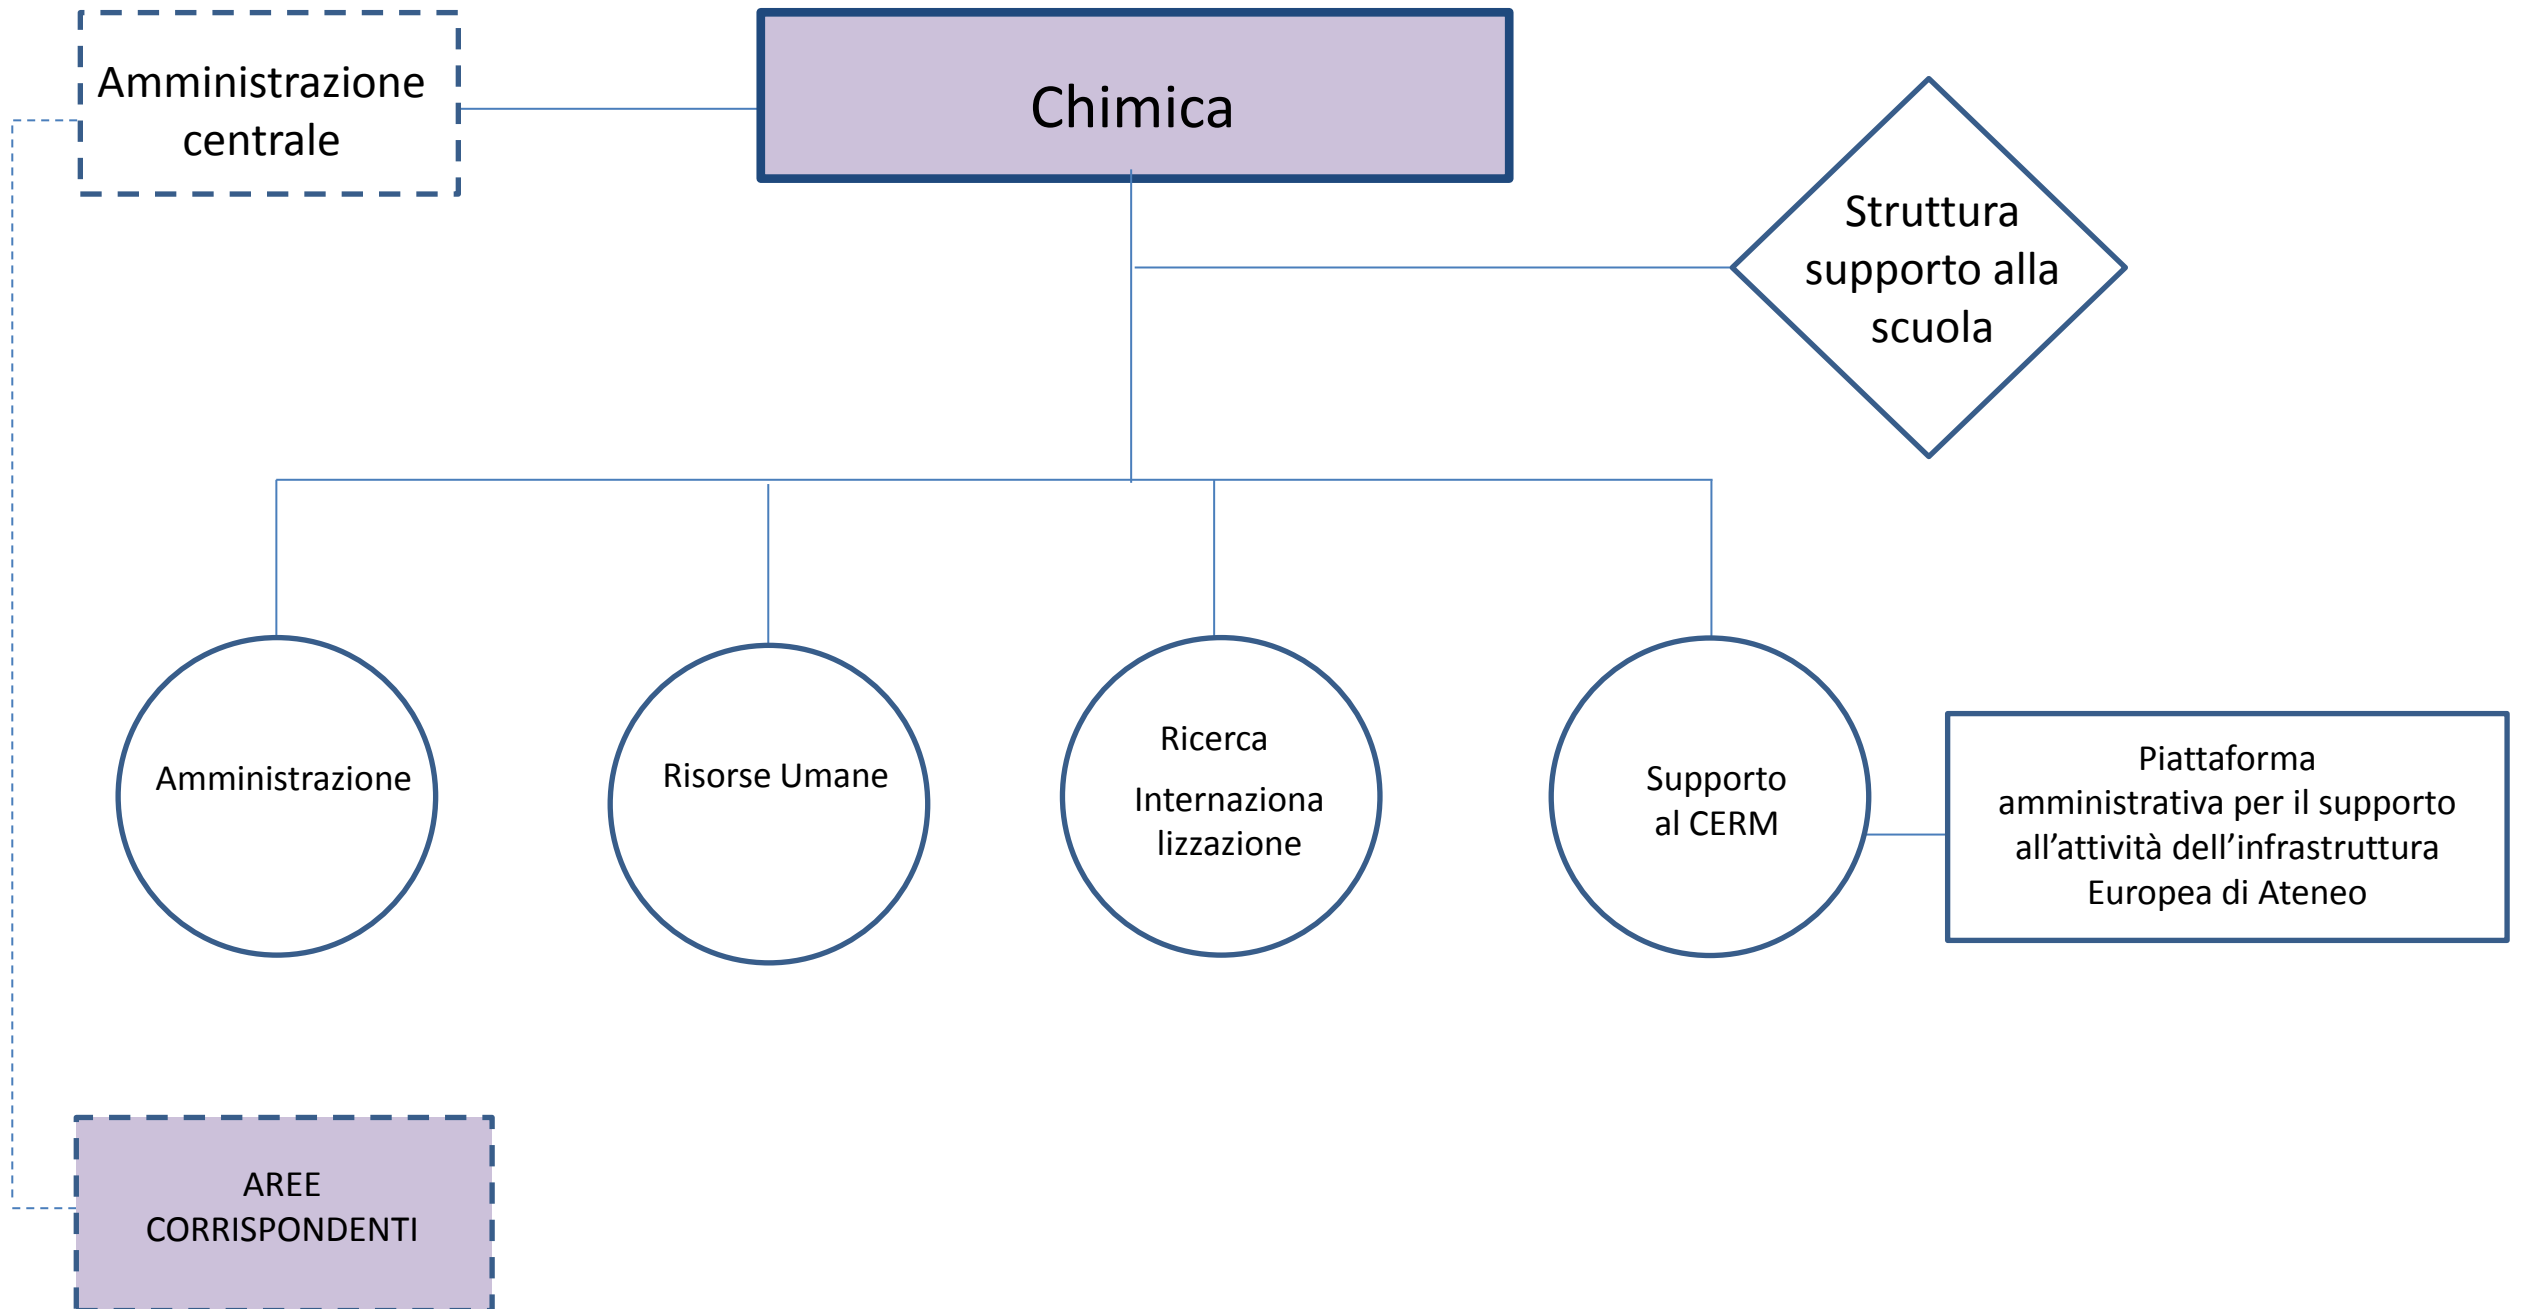 Amministrazione
centrale
Chimica
Struttura
supporto alla
scuola
Amministrazione
Risorse Umane
Ricerca
Internaziona
lizzazione
Supporto
al CERM
Piattaforma
amministrativa per il supporto
all’attività dell’infrastruttura
Europea di Ateneo
AREE
CORRISPONDENTI